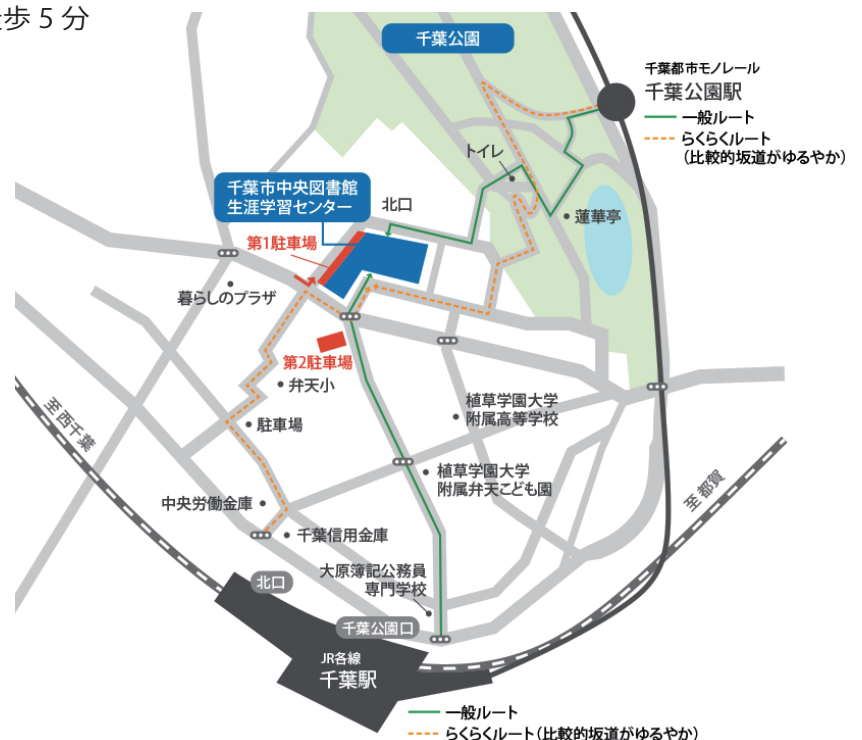 歩 5 分
千葉公園
千葉都市モノレール
千葉公園駅
一般ルート
らくらくルート
(比較的坂道がゆるやか)
トイレ
千葉市中央図書館
生涯学習センター
北口
蓮華亭
第1駐車場
暮らしのプラザ
第2駐車場
弁天小
植草学園大学
附属高等学校
至西千葉
駐車場
植草学園大学
附属弁天こども園
至都賀
中央労働金庫
千葉信用金庫
大原簿記公務員
専門学校
北口
千葉公園口
JR各線
千葉駅
一般ルート
らくらくルート(比較的坂道がゆるやか)